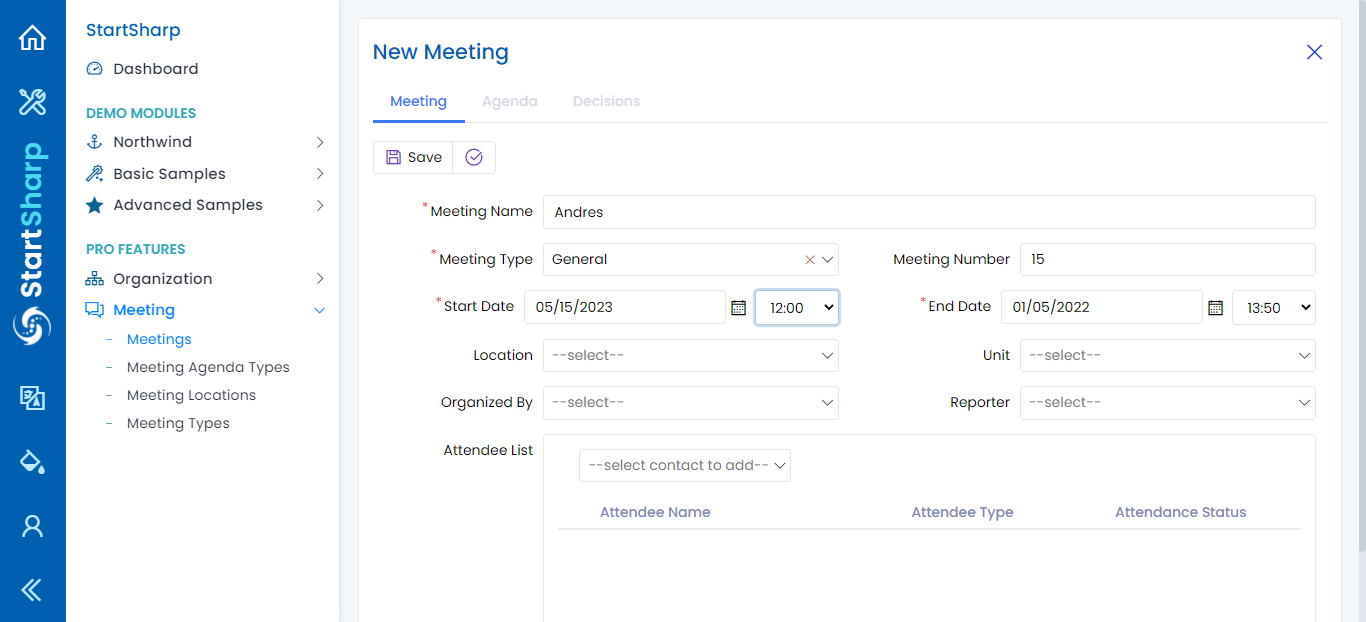 StartSharp
StartSharp
Dashboard
DEMO MODULES
Northwind
Basic Samples
Advanced Samples
PRO FEATURES
Organization
Meeting
– Meetings
– Meeting Agenda Types
– Meeting Locations
– Meeting Types
New Meeting
Meeting Agenda Decisions
Save
*Meeting Name Andres
*Meeting Type General Meeting Number 15
*Start Date 05/15/2023 12:00 *End Date 01/05/2022 13:50
Location --select-- Unit --select--
Organized By --select-- Reporter --select--
Attendee List
--select contact to add--
Attendee Name Attendee Type Attendance Status